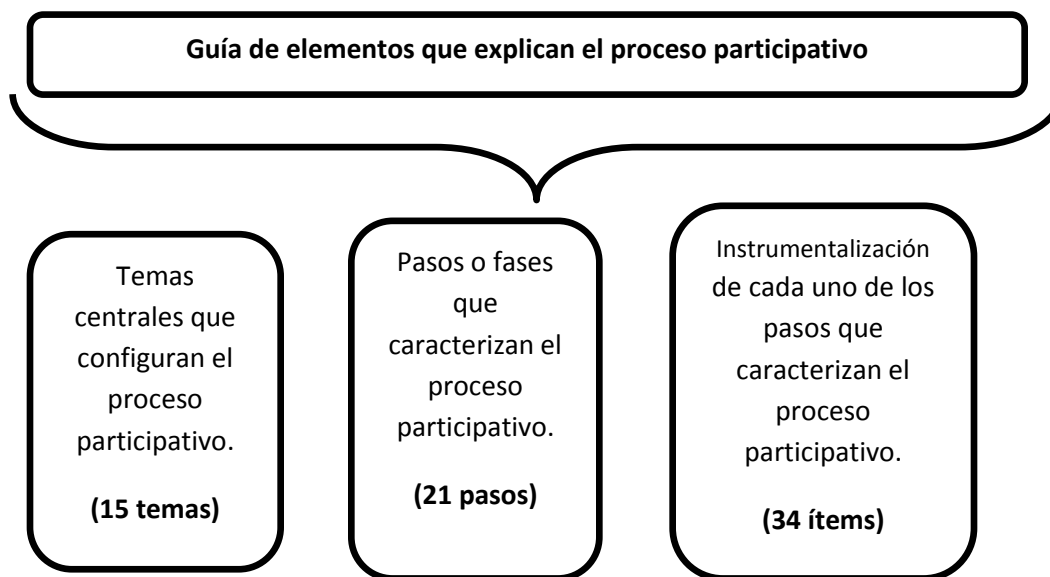 Guía de elementos que explican el proceso participativo
Temas
centrales que
configuran el
proceso
participativo.
(15 temas)
Pasos o fases
que
caracterizan el
proceso
participativo.
(21 pasos)
Instrumentalización
de cada uno de los
pasos que
caracterizan el
proceso
participativo.
(34 ítems)